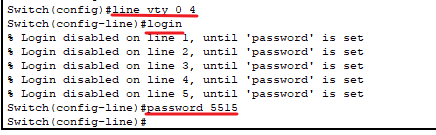 Switch(config)#line vty 0 4
Switch(config-line)#login
% Login disabled on line 1, until 'password' is set
% Login disabled on line 2, until 'password' is set
% Login disabled on line 3, until 'password' is set
% Login disabled on line 4, until 'password' is set
% Login disabled on line 5, until 'password' is set
Switch(config-line)#password 5515
Switch(config-line)#